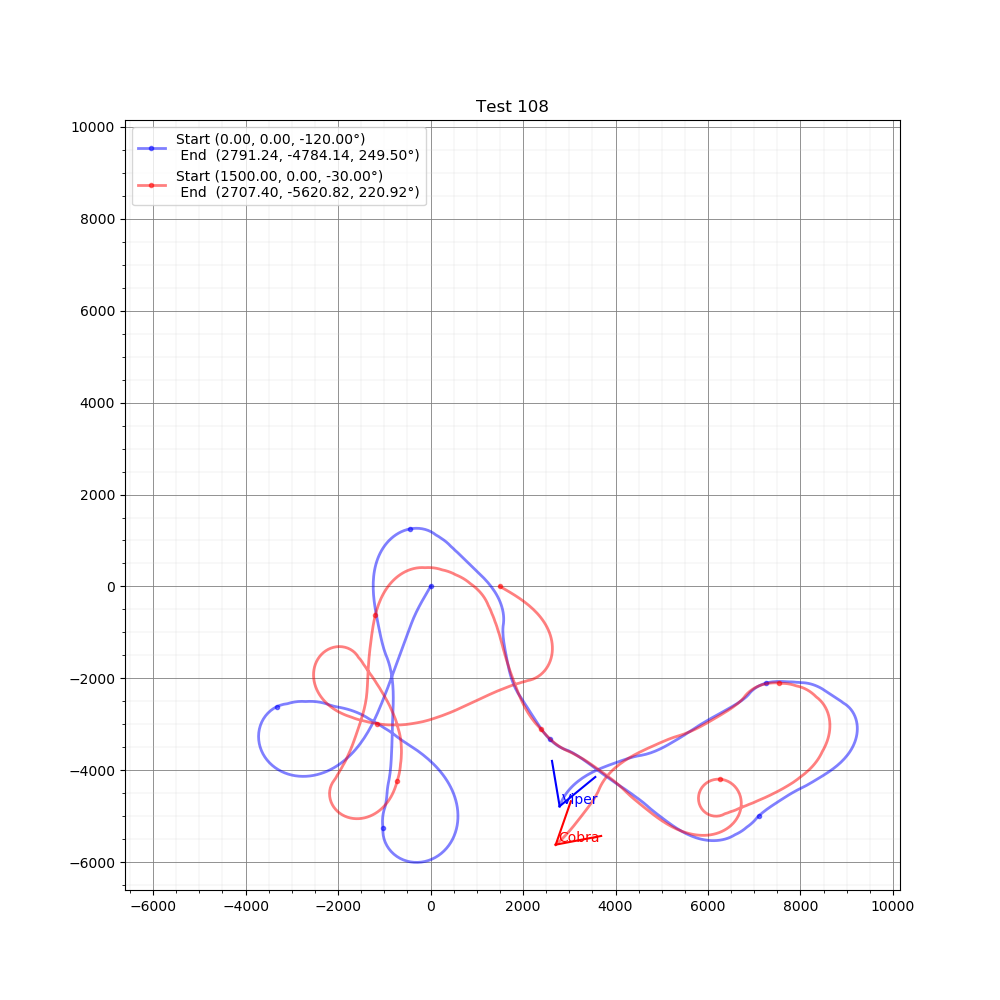 Test 108
Start (0.00, 0.00, -120.00°)
End  (2791.24, -4784.14, 249.50°)
Start (1500.00, 0.00, -30.00°)
End  (2707.40, -5620.82, 220.92°)
10000
8000
6000
4000
2000
0
−2000
−4000
−6000
Viper
Cobra
−6000 −4000 −2000 0 2000 4000 6000 8000 10000